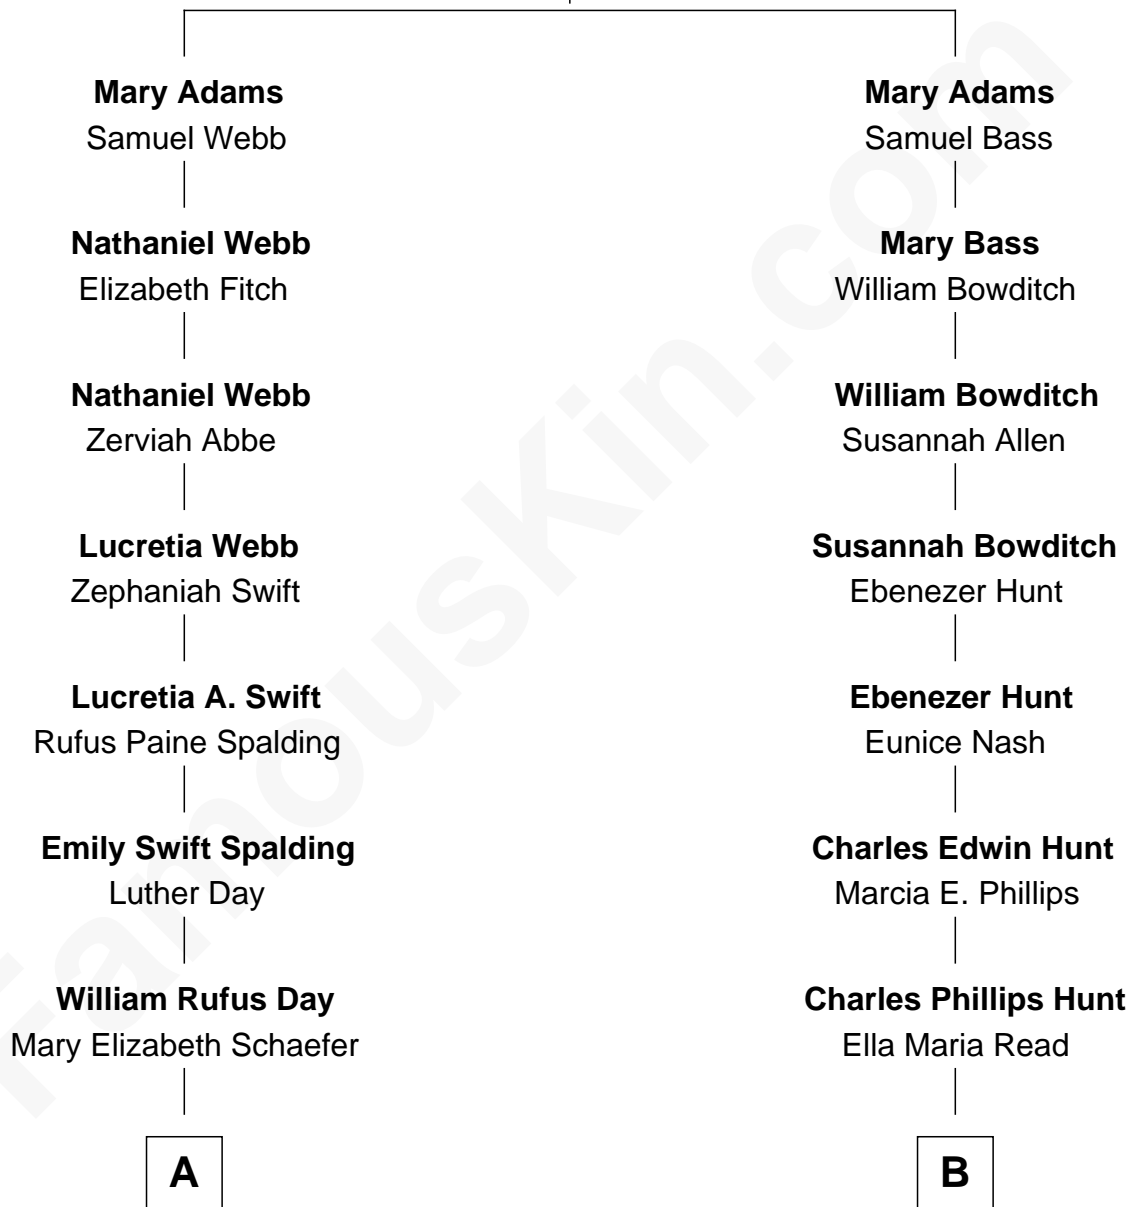 Mary Adams
Samuel Webb
Nathaniel Webb
Elizabeth Fitch
Nathaniel Webb
Zerviah Abbe
Lucretia Webb
Zephaniah Swift
Lucretia A. Swift
Rufus Paine Spalding
Emily Swift Spalding
Luther Day
William Rufus Day
Mary Elizabeth Schaefer
A
Mary Adams
Samuel Bass
Mary Bass
William Bowditch
William Bowditch
Susannah Allen
Susannah Bowditch
Ebenezer Hunt
Ebenezer Hunt
Eunice Nash
Charles Edwin Hunt
Marcia E. Phillips
Charles Phillips Hunt
Ella Maria Read
B
FamousKin.com